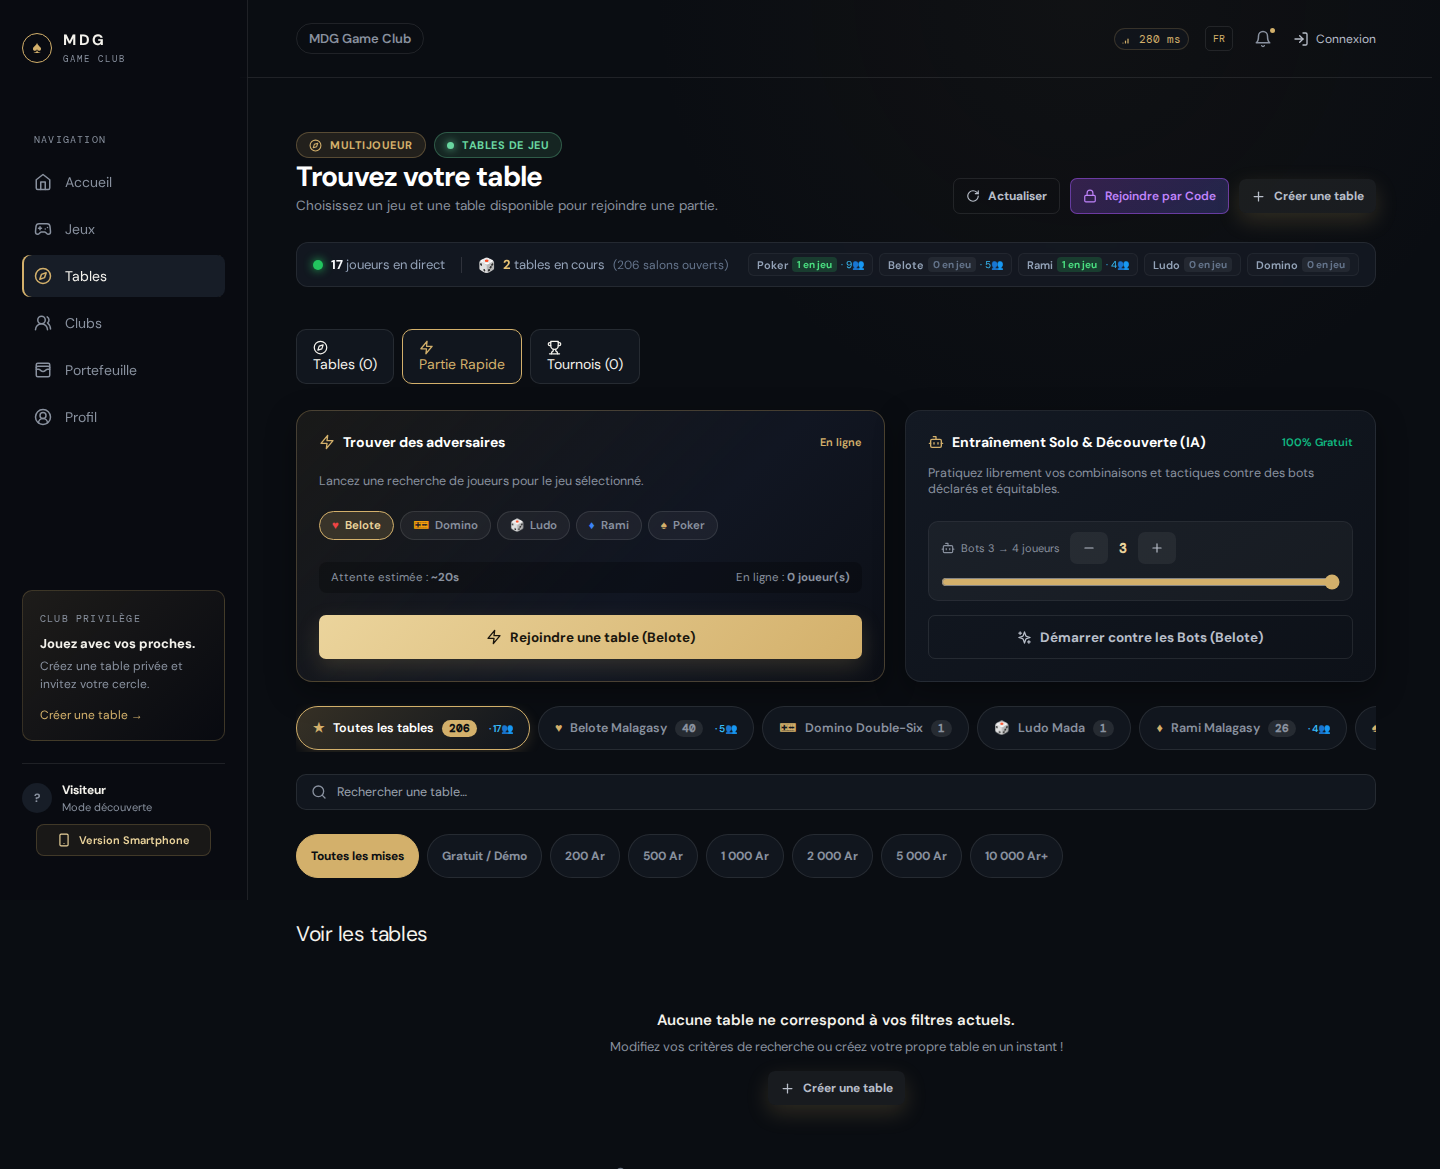 MDG
GAME CLUB
MDG Game Club
280 ms
FR
Connexion
NAVIGATION
Accueil
Jeux
Tables
Clubs
Portefeuille
Profil
CLUB PRIVILÈGE
Jouez avec vos proches.
Créez une table privée et
invitez votre cercle.
Créer une table →
?
Visiteur
Mode découverte
Version Smartphone
MULTIJOUEUR
TABLES DE JEU
Trouvez votre table
Choisissez un jeu et une table disponible pour rejoindre une partie.
Actualiser
Rejoindre par Code
Créer une table
17 joueurs en direct
2 tables en cours (206 salons ouverts)
Poker 1 en jeu · 9
Belote 0 en jeu · 5
Rami 1 en jeu · 4
Ludo 0 en jeu
Domino 0 en jeu
Tables (0)
Partie Rapide
Tournois (0)
Trouver des adversaires
En ligne
Lancez une recherche de joueurs pour le jeu sélectionné.
Belote
Domino
Ludo
Rami
Poker
Attente estimée : ~20s
En ligne : 0 joueur(s)
Rejoindre une table (Belote)
Entraînement Solo & Découverte (IA)
100% Gratuit
Pratiquez librement vos combinaisons et tactiques contre des bots
déclarés et équitables.
Bots 3 → 4 joueurs
− 3 +
Démarrer contre les Bots (Belote)
Toutes les tables 206 · 17
Belote Malagasy 40 · 5
Domino Double-Six 1
Ludo Mada 1
Rami Malagasy 26 · 4
Rechercher une table...
Toutes les mises
Gratuit / Démo
200 Ar
500 Ar
1 000 Ar
2 000 Ar
5 000 Ar
10 000 Ar+
Voir les tables
Aucune table ne correspond à vos filtres actuels.
Modifiez vos critères de recherche ou créez votre propre table en un instant !
Créer une table